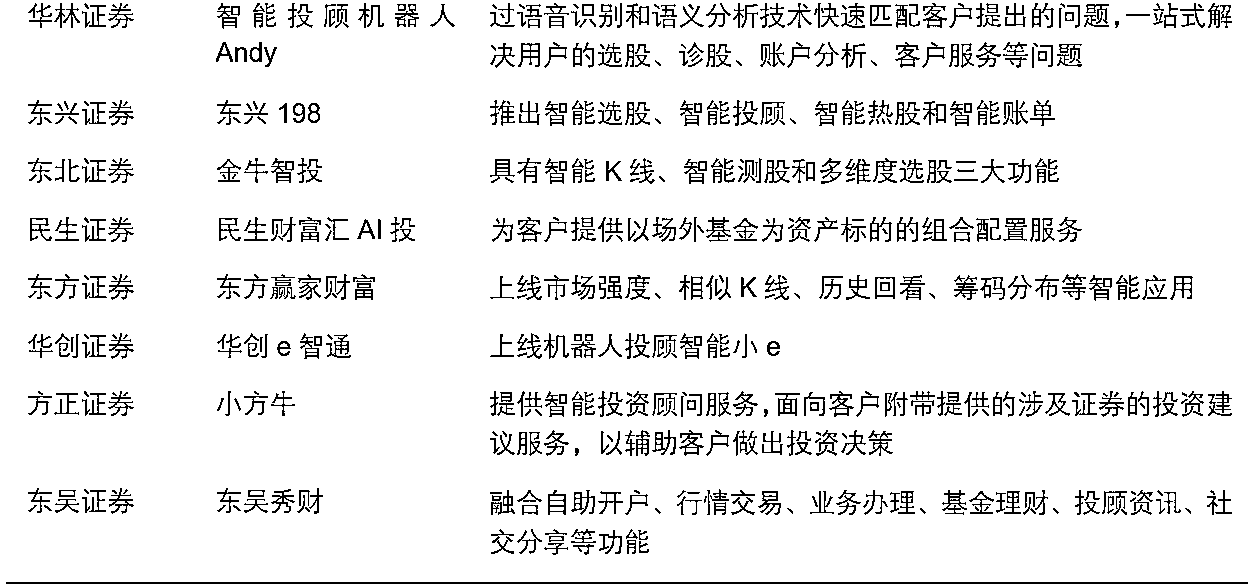 华林证券 智能投顾机器人 过语音识别和语义分析技术快速匹配客户提出的问题，一站式解
Andy 决用户的选股、诊股、账户分析、客户服务等问题
东兴证券 东兴 198 推出智能选股、智能投顾、智能热股和智能账单
东北证券 金牛智投 具有智能 K 线、智能测股和多维度选股三大功能
民生证券 民生财富汇 AI 投 为客户提供以场外基金为资产标的的组合配置服务
东方证券 东方赢家财富 上线市场强度、相似 K 线、历史回看、筹码分布等智能应用
华创证券 华创 e 智通 上线机器人投顾智能小 e
方正证券 小方牛 提供智能投资顾问服务，面向客户附带提供的涉及证券的投资建
议服务，以辅助客户做出投资决策
东吴证券 东吴秀财 融合自助开户、行情交易、业务办理、基金理财、投顾资讯、社
交分享等功能